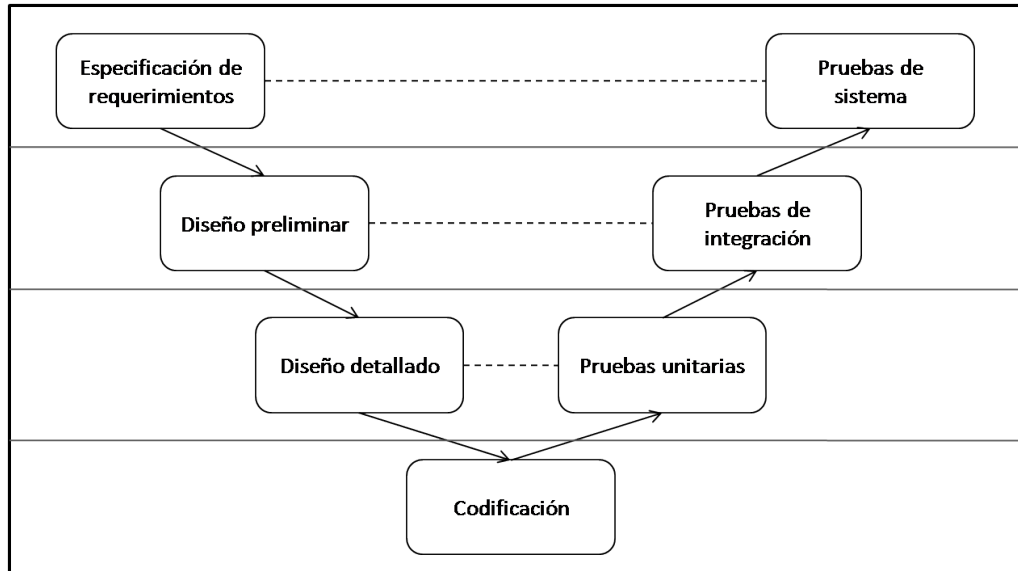 Especificación de
requerimientos
Pruebas de
sistema
Diseño preliminar
Pruebas de
integración
Diseño detallado
Pruebas unitarias
Codificación